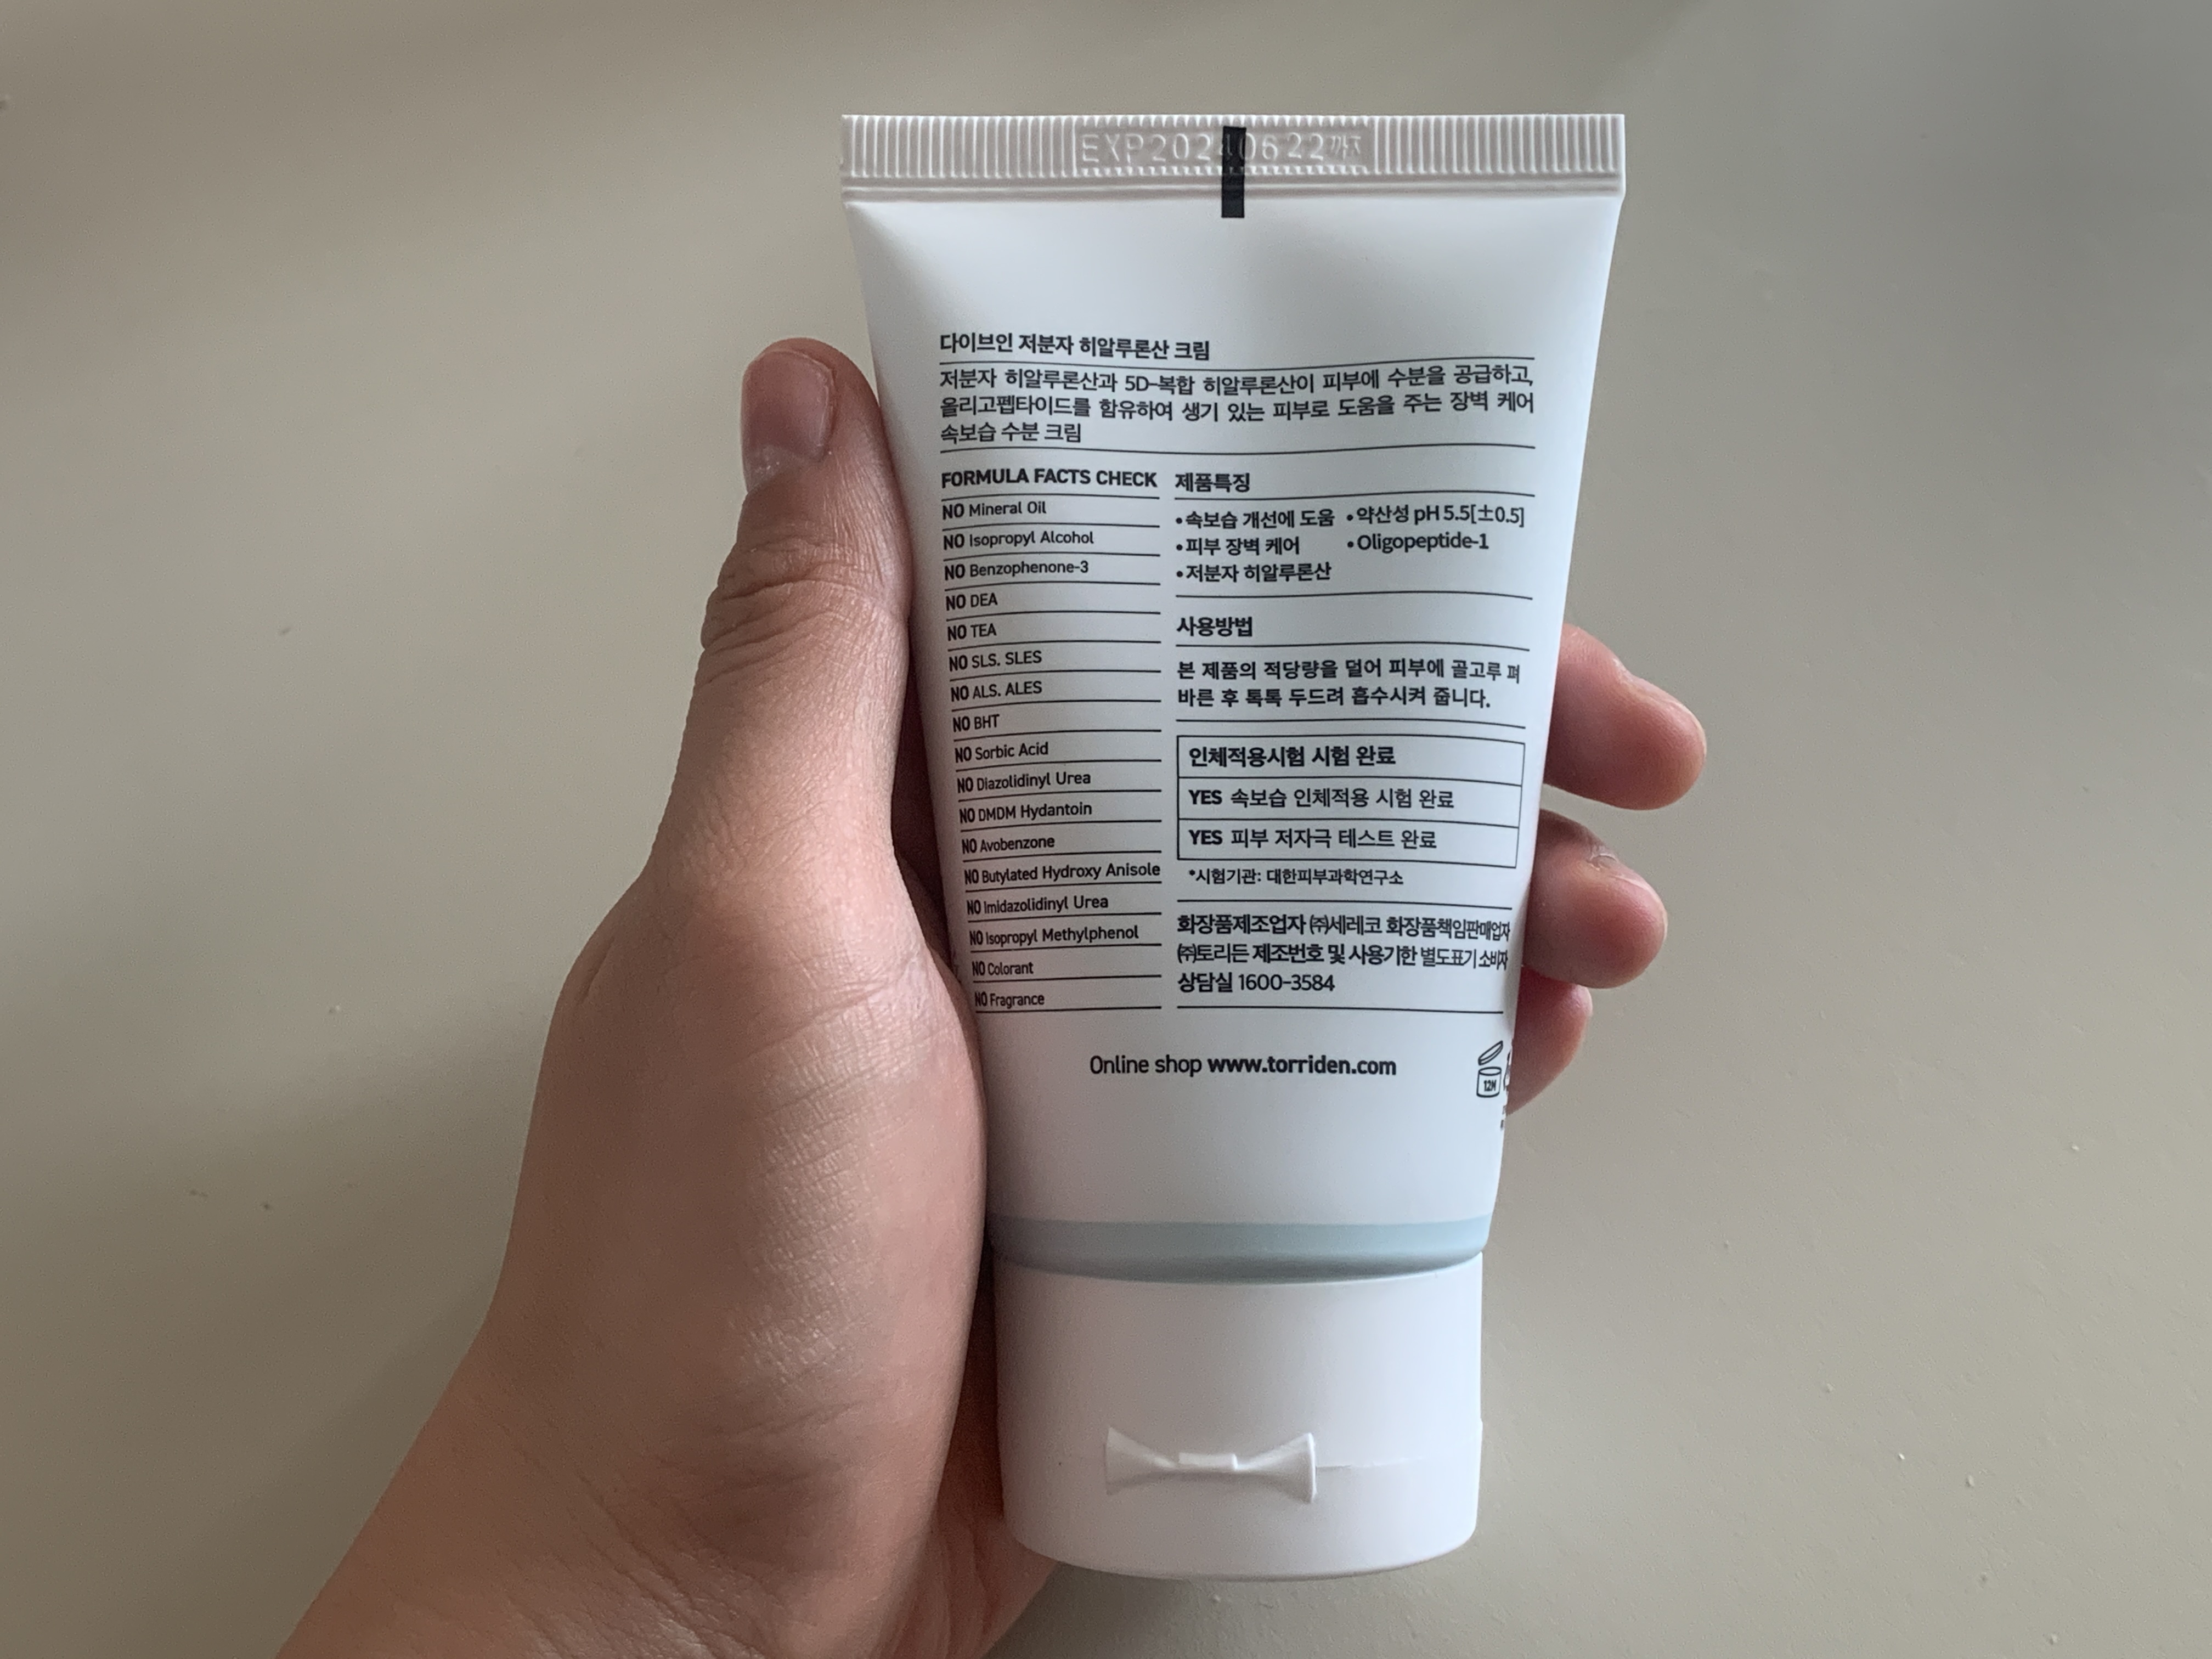 EXP20240622까지
다이브인 저분자 히알루론산 크림
저분자 히알루론산과 5D-복합 히알루론산이 피부에 수분을 공급하고,
올리고펩타이드를 함유하여 생기 있는 피부로 도움을 주는 장벽 케어
속보습 수분 크림
FORMULA FACTS CHECK
NO Mineral Oil
NO Isopropyl Alcohol
NO Benzophenone-3
NO DEA
NO TEA
NO SLS. SLES
NO ALS. ALES
NO BHT
NO Sorbic Acid
NO Diazolidinyl Urea
NO DMDM Hydantoin
NO Avobenzone
NO Butylated Hydroxy Anisole
NO Imidazolidinyl Urea
NO Isopropyl Methylphenol
NO Colorant
NO Fragrance
제품특징
•속보습 개선에 도움 •약산성 pH 5.5[±0.5]
•피부 장벽 케어 •Oligopeptide-1
•저분자 히알루론산
사용방법
본 제품의 적당량을 덜어 피부에 골고루 펴
바른 후 톡톡 두드려 흡수시켜 줍니다.
인체적용시험 시험 완료
YES 속보습 인체적용 시험 완료
YES 피부 저자극 테스트 완료
*시험기관: 대한피부과학연구소
화장품제조업자 ㈜세레코 화장품책임판매업자
㈜토리든 제조번호 및 사용기한 별도표기 소비자
상담실 1600-3584
Online shop www.torriden.com
12M